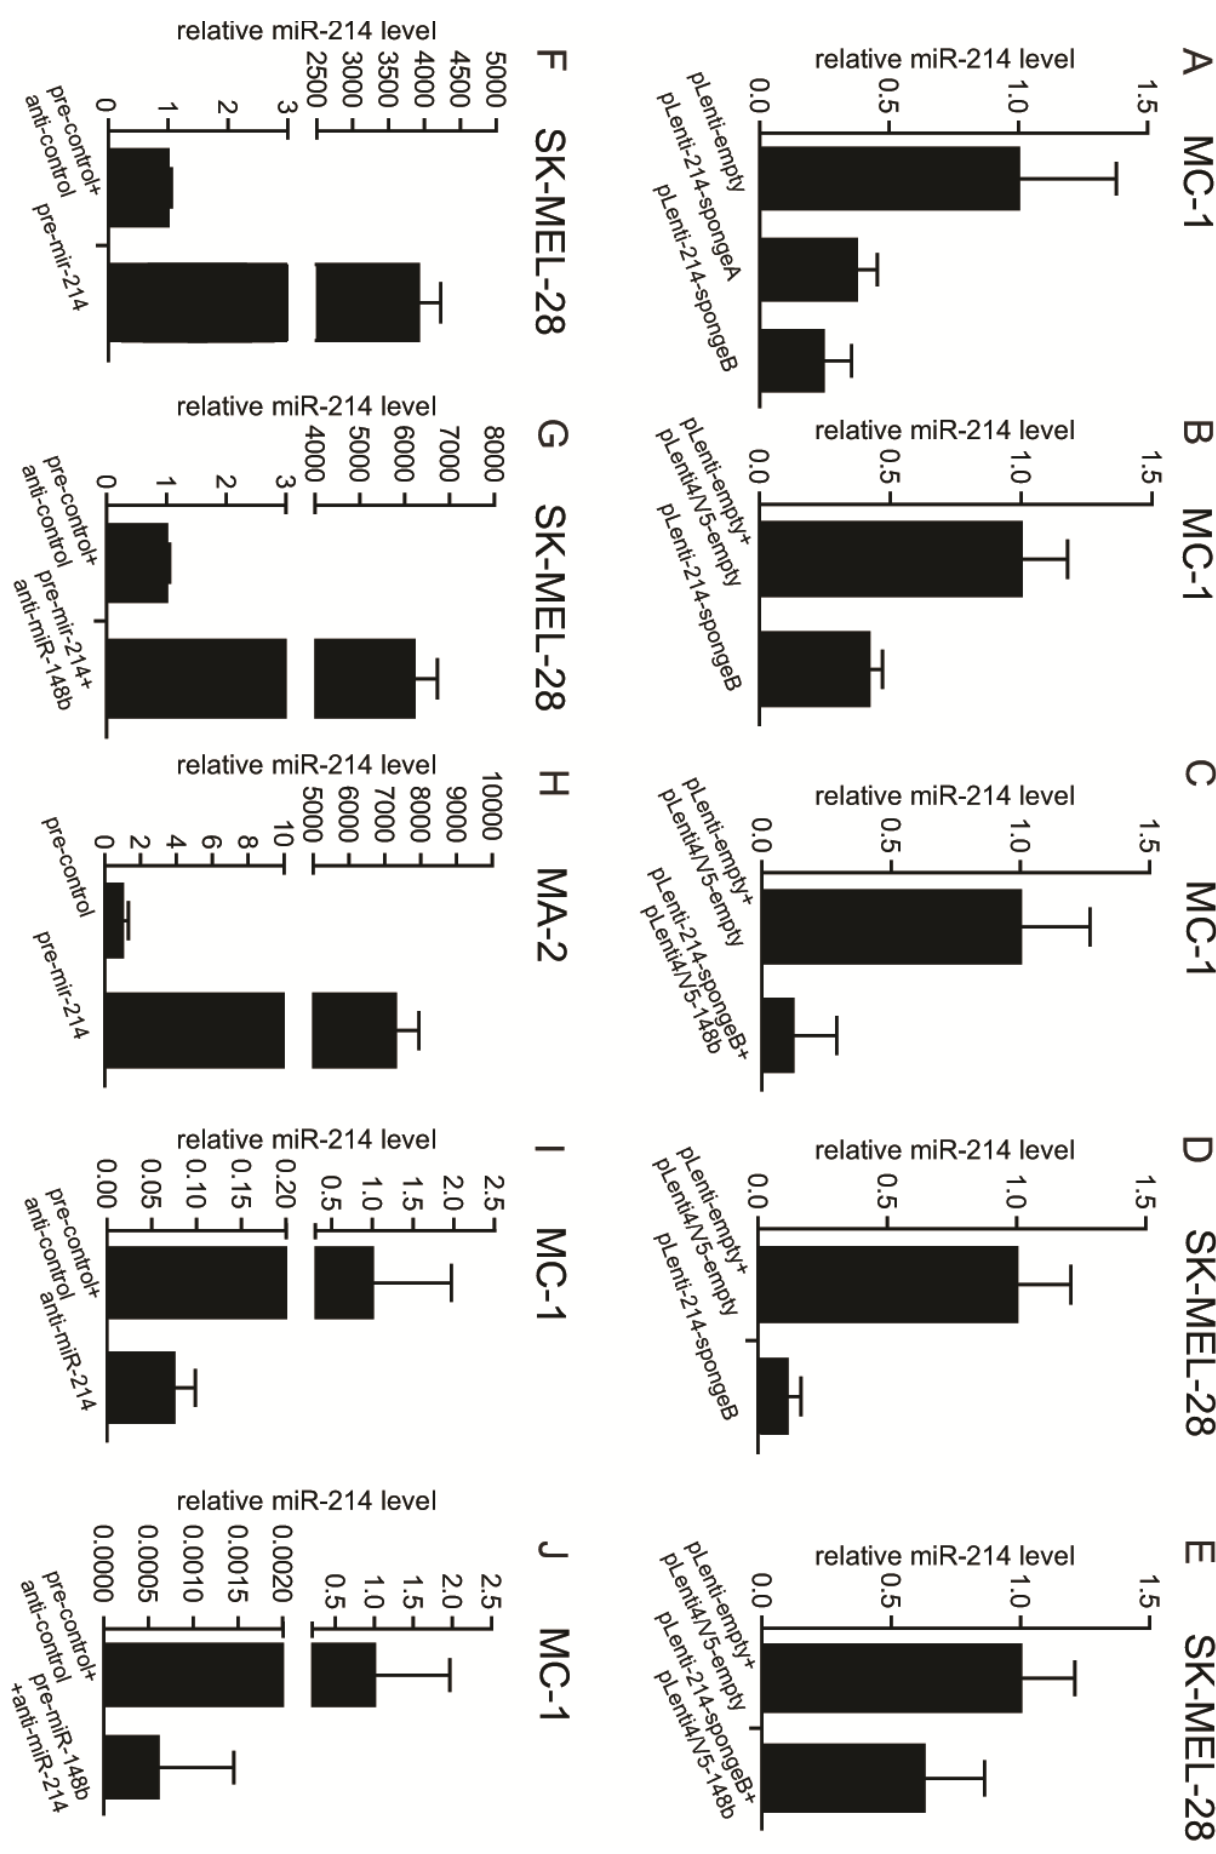 A
MC-1
relative miR-214 level
1.5
1.0
0.5
0.0
pLenti-empty
pLenti-214-spongeA
pLenti-214-spongeB
B
MC-1
relative miR-214 level
1.5
1.0
0.5
0.0
pLenti-empty+
pLenti4/V5-empty
pLenti-214-spongeB
C
MC-1
relative miR-214 level
1.5
1.0
0.5
0.0
pLenti-empty+
pLenti4/V5-empty
pLenti-214-spongeB+
pLenti4/V5-148b
D
SK-MEL-28
relative miR-214 level
1.5
1.0
0.5
0.0
pLenti-empty+
pLenti4/V5-empty
pLenti-214-spongeB
E
SK-MEL-28
relative miR-214 level
1.5
1.0
0.5
0.0
pLenti-empty+
pLenti4/V5-empty
pLenti-214-spongeB+
pLenti4/V5-148b
F
SK-MEL-28
relative miR-214 level
5000
4500
4000
3500
3000
2500
3
2
1
0
pre-control+
anti-control
pre-mir-214
G
SK-MEL-28
relative miR-214 level
8000
7000
6000
5000
4000
3
2
1
0
pre-control+
anti-control
pre-mir-214+
anti-miR-148b
H
MA-2
relative miR-214 level
10000
9000
8000
7000
6000
5000
10
8
6
4
2
0
pre-control
pre-mir-214
I
MC-1
relative miR-214 level
2.5
2.0
1.5
1.0
0.5
0.20
0.15
0.10
0.05
0.00
pre-control+
anti-control
anti-miR-214
J
MC-1
relative miR-214 level
2.5
2.0
1.5
1.0
0.5
0.0020
0.0015
0.0010
0.0005
0.0000
pre-control+
anti-control
pre-miR-148b
+anti-miR-214